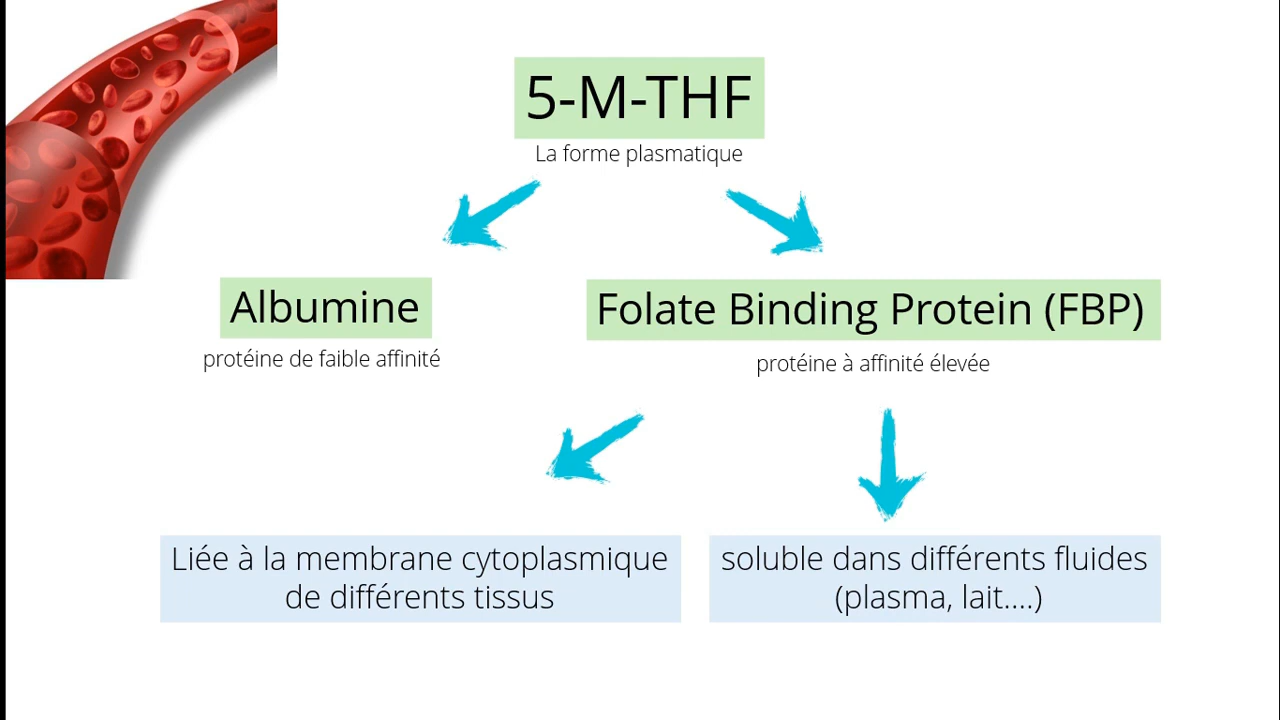 5-M-THF
La forme plasmatique
Albumine
protéine de faible affinité
Folate Binding Protein (FBP)
protéine à affinité élevée
Liée à la membrane cytoplasmique
de différents tissus
soluble dans différents fluides
(plasma, lait....)